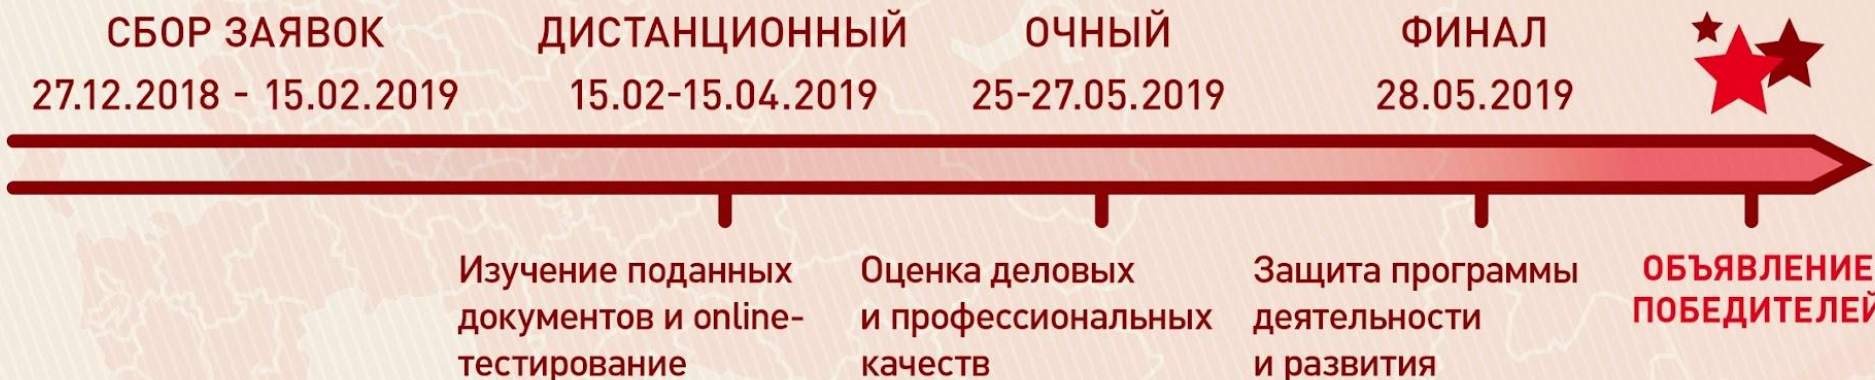 СБОР ЗАЯВОК
27.12.2018 - 15.02.2019
ДИСТАНЦИОННЫЙ
15.02-15.04.2019
ОЧНЫЙ
25-27.05.2019
ФИНАЛ
28.05.2019
Изучение поданных
документов и online-
тестирование
Оценка деловых
и профессиональных
качеств
Защита программы
деятельности
и развития
ОБЪЯВЛЕНИЕ
ПОБЕДИТЕЛЕЙ